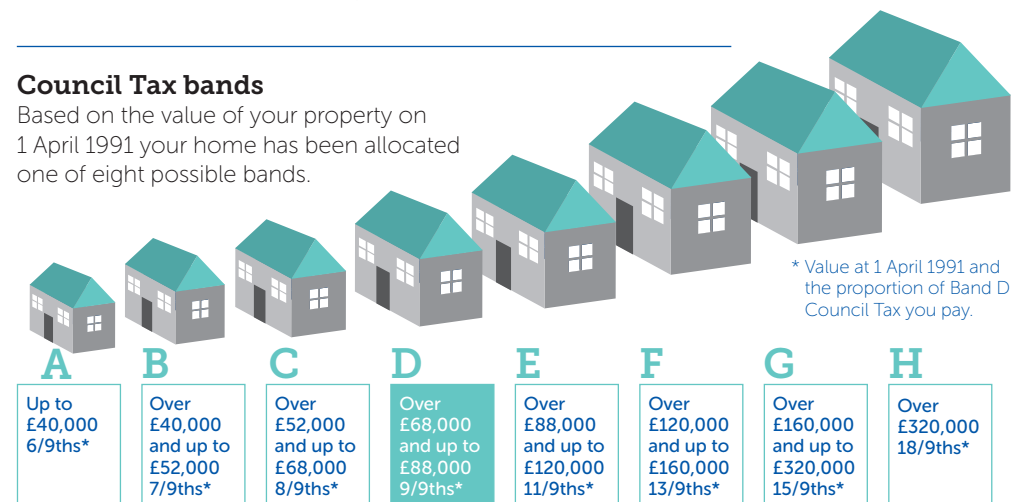 Council Tax bands
Based on the value of your property on
1 April 1991 your home has been allocated
one of eight possible bands.
* Value at 1 April 1991 and
the proportion of Band D
Council Tax you pay.
A
Up to
£40,000
6/9ths*
B
Over
£40,000
and up to
£52,000
7/9ths*
C
Over
£52,000
and up to
£68,000
8/9ths*
D
Over
£68,000
and up to
£88,000
9/9ths*
E
Over
£88,000
and up to
£120,000
11/9ths*
F
Over
£120,000
and up to
£160,000
13/9ths*
G
Over
£160,000
and up to
£320,000
15/9ths*
H
Over
£320,000
18/9ths*